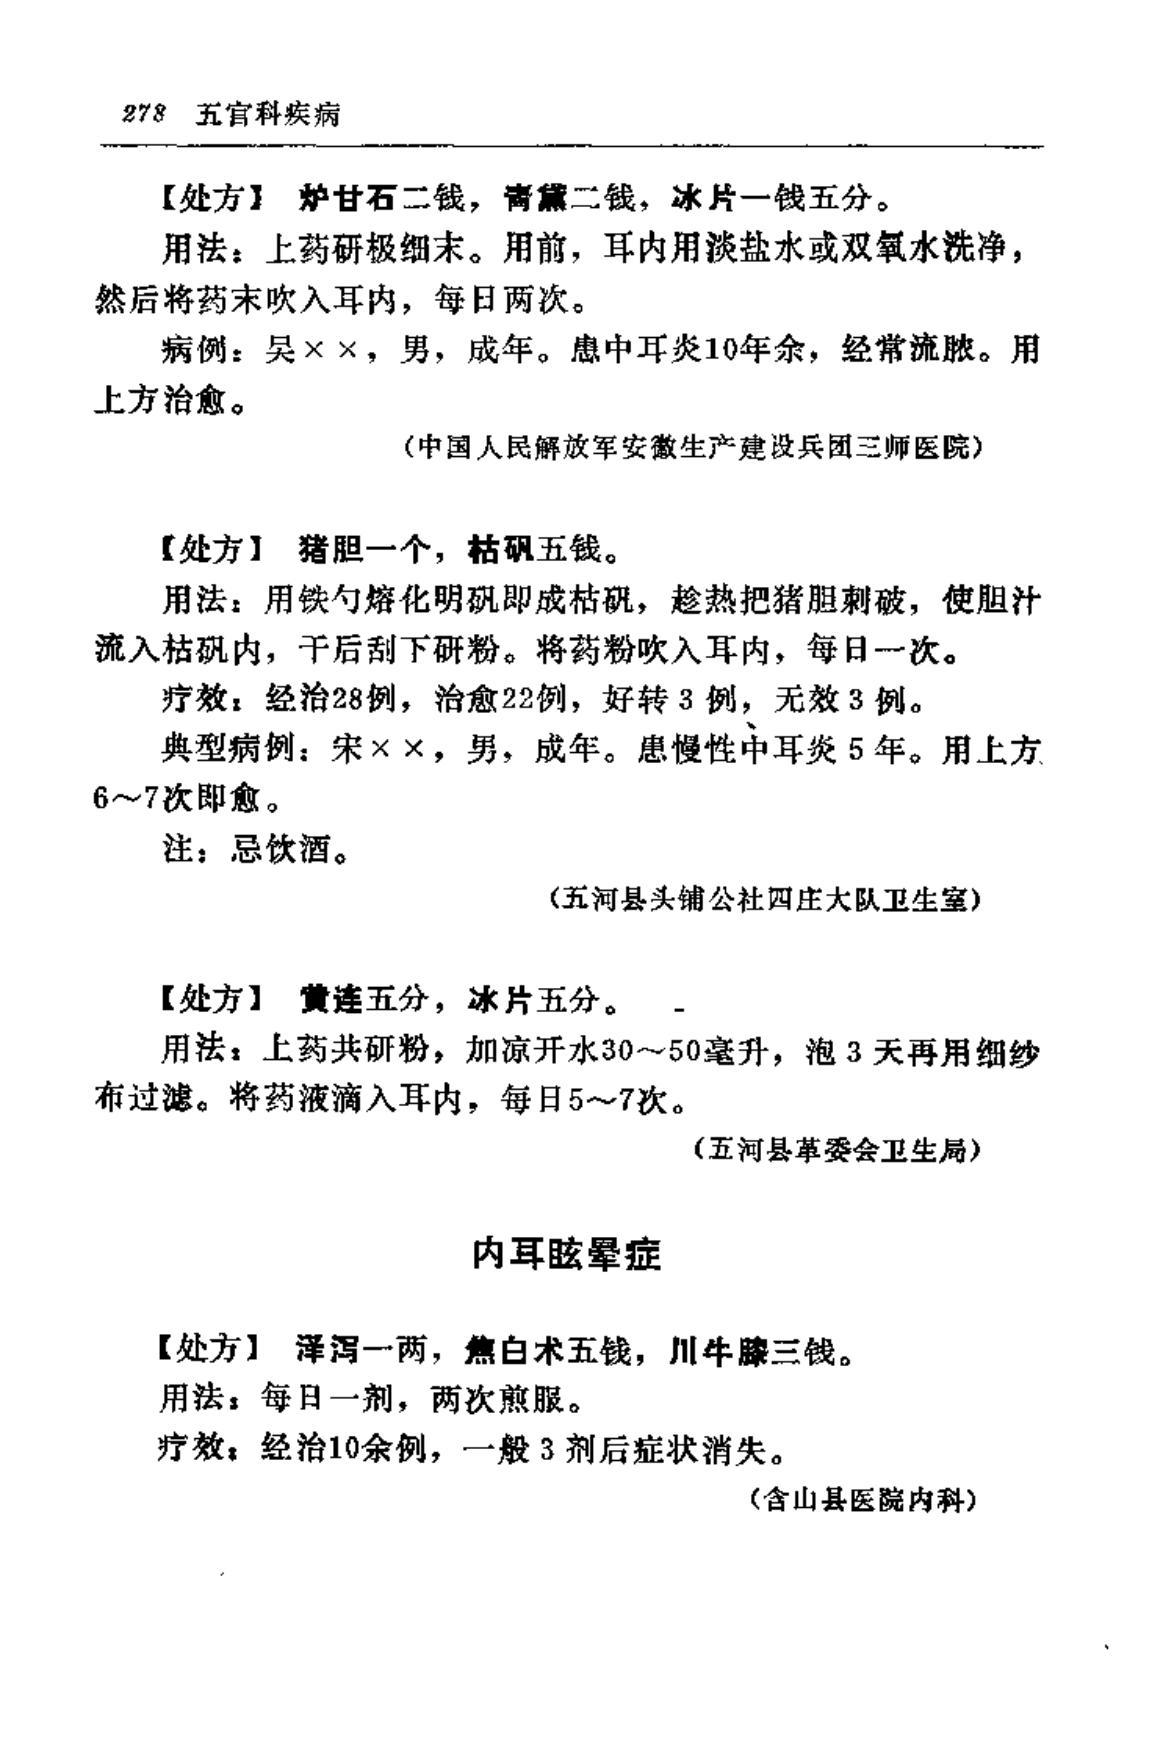 278 五官科疾病
【处方】 炉甘石二钱，青黛二钱，冰片一钱五分。
用法：上药研极细末。用前，耳内用淡盐水或双氧水洗净，
然后将药末吹入耳内，每日两次。
病例：吴××，男，成年。患中耳炎10年余，经常流脓。用
上方治愈。
（中国人民解放军安徽生产建设兵团三师医院）
【处方】 猪胆一个，枯矾五钱。
用法：用铁勺熔化明矾即成枯矾，趁热把猪胆刺破，使胆汁
流入枯矾内，干后刮下研粉。将药粉吹入耳内，每日一次。
疗效：经治28例，治愈22例，好转3例，无效3例。
典型病例：宋××，男，成年。患慢性中耳炎5年。用上方
6～7次即愈。
注：忌饮酒。
（五河县头铺公社四庄大队卫生室）
【处方】 黄连五分，冰片五分。
用法：上药共研粉，加凉开水30～50毫升，泡3天再用细纱
布过滤。将药液滴入耳内，每日5～7次。
（五河县革委会卫生局）
内耳眩晕症
【处方】 泽泻一两，焦白术五钱，川牛膝三钱。
用法：每日一剂，两次煎服。
疗效：经治10余例，一般3剂后症状消失。
（含山县医院内科）